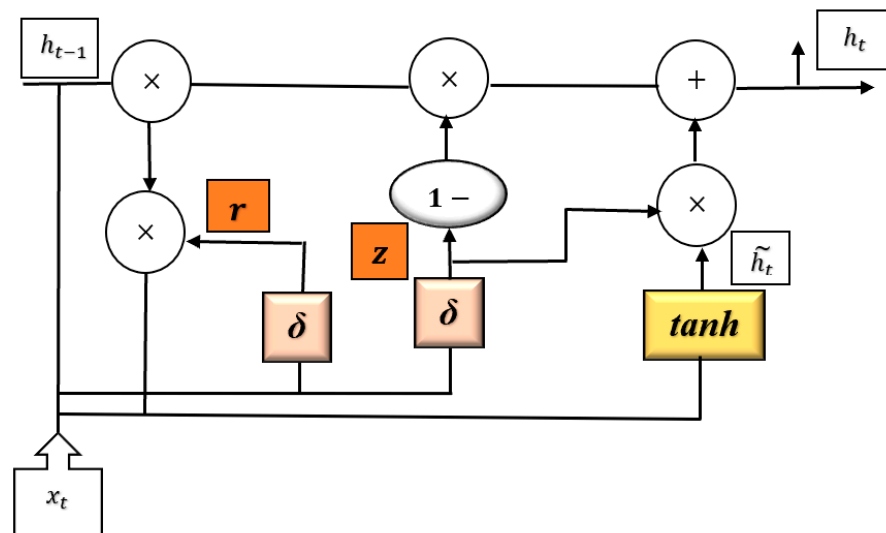 h_{t-1}
h_t
×
×
+
×
r
1 −
×
z
h̃_t
δ
δ
tanh
x_t